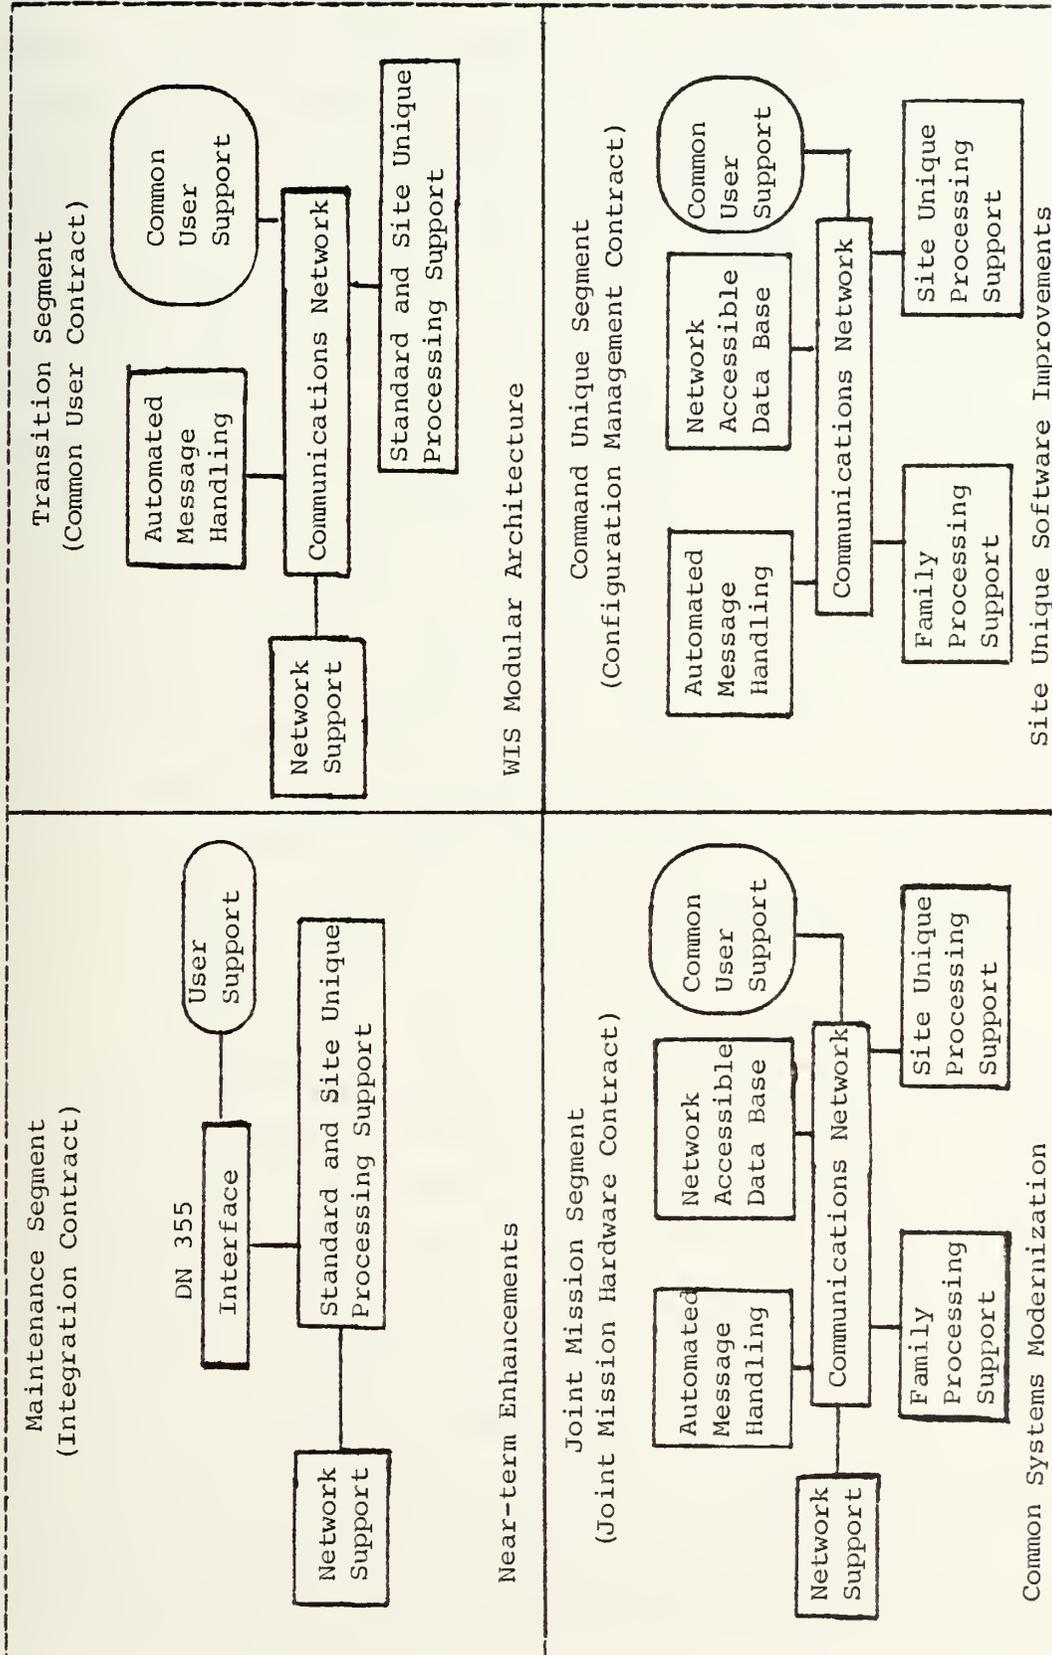 Maintenance Segment
(Integration Contract)
DN 355
Interface
User
Support
Standard and Site Unique
Processing Support
Network
Support
Near-term Enhancements
Transition Segment
(Common User Contract)
Automated
Message
Handling
Common
User
Support
Communications Network
Network
Support
Standard and Site Unique
Processing Support
WIS Modular Architecture
Joint Mission Segment
(Joint Mission Hardware Contract)
Automated
Message
Handling
Network
Accessible
Data Base
Common
User
Support
Communications Network
Network
Support
Family
Processing
Support
Site Unique
Processing
Support
Common Systems Modernization
Command Unique Segment
(Configuration Management Contract)
Automated
Message
Handling
Network
Accessible
Data Base
Common
User
Support
Communications Network
Family
Processing
Support
Site Unique
Processing
Support
Site Unique Software Improvements